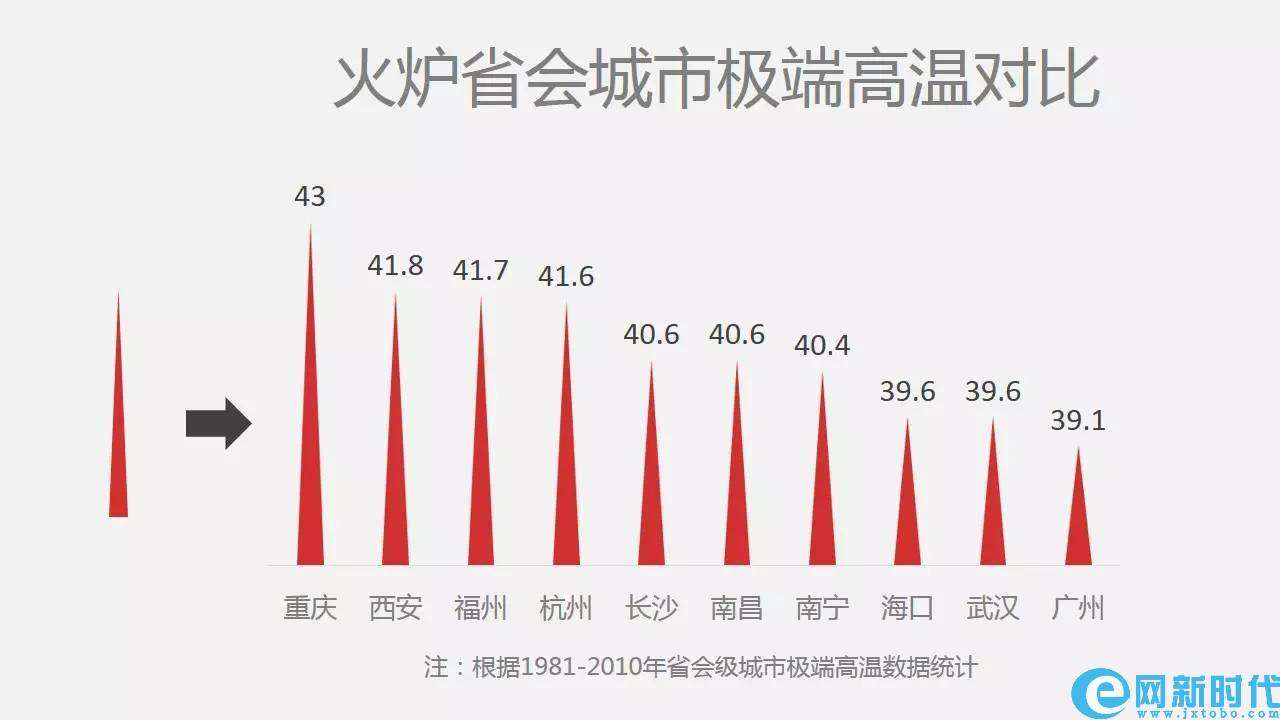 火炉省会城市极端高温对比
43
41.8
41.7
41.6
40.6
40.6
40.4
39.6
39.6
39.1
重庆 西安 福州 杭州 长沙 南昌 南宁 海口 武汉 广州
注：根据1981-2010年省会级城市极端高温数据统计
e网新时代
www.jxtobo.com